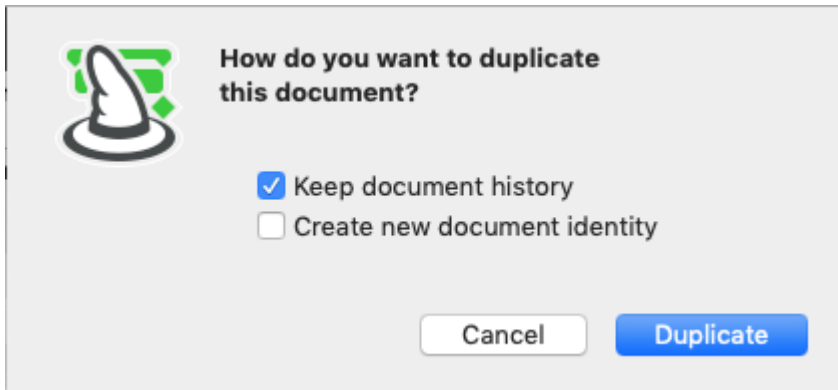 How do you want to duplicate
this document?
Keep document history
Create new document identity
Cancel
Duplicate